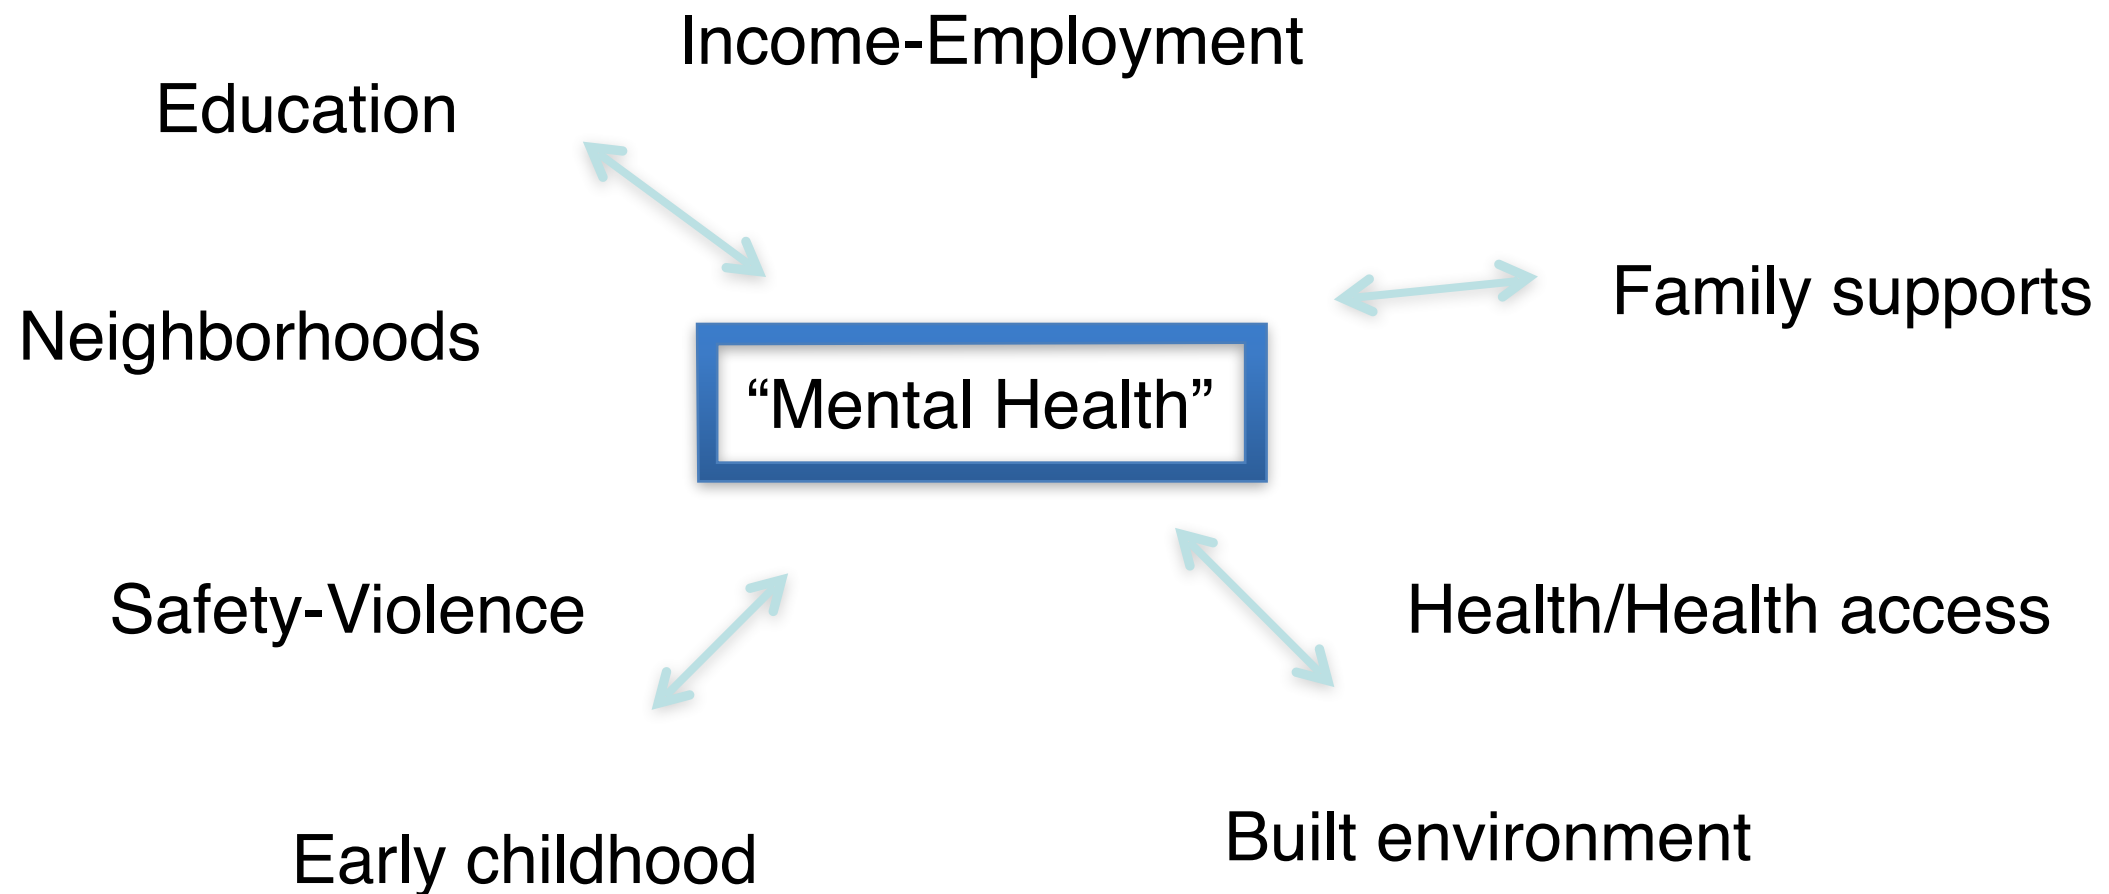 Income-Employment
Education
Family supports
Neighborhoods
“Mental Health”
Safety-Violence
Health/Health access
Built environment
Early childhood